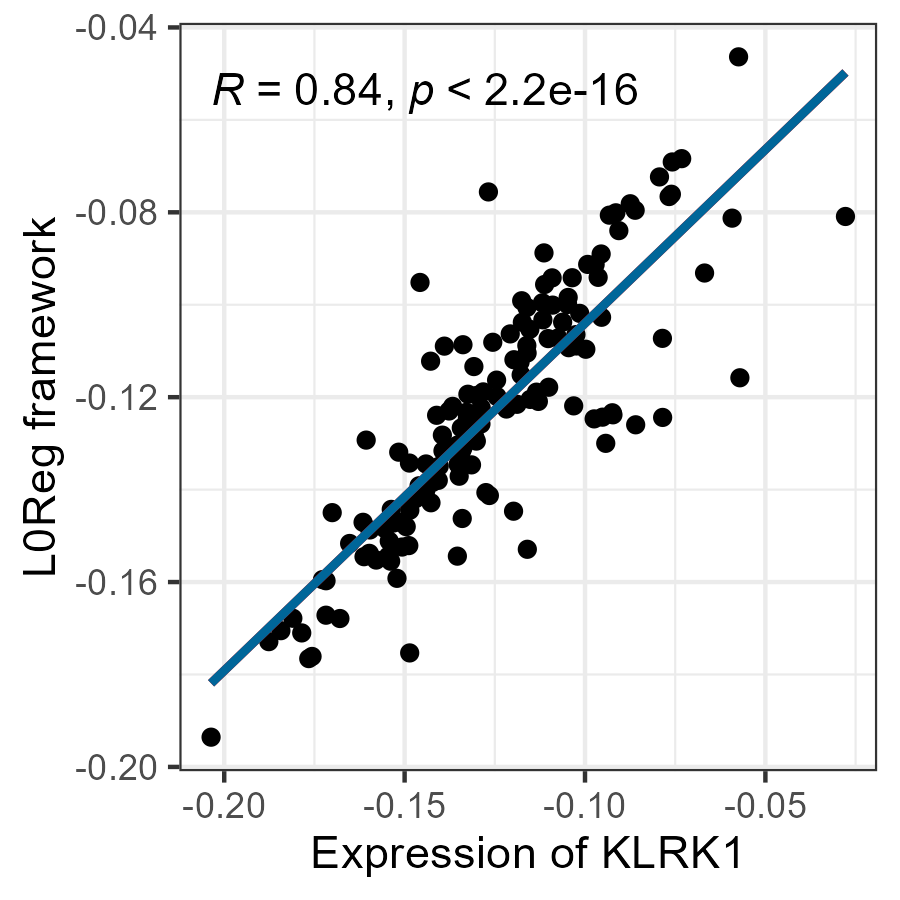 -0.04
R = 0.84, p < 2.2e-16
-0.08
-0.12
-0.16
-0.20
L0Reg framework
-0.20 -0.15 -0.10 -0.05
Expression of KLRK1